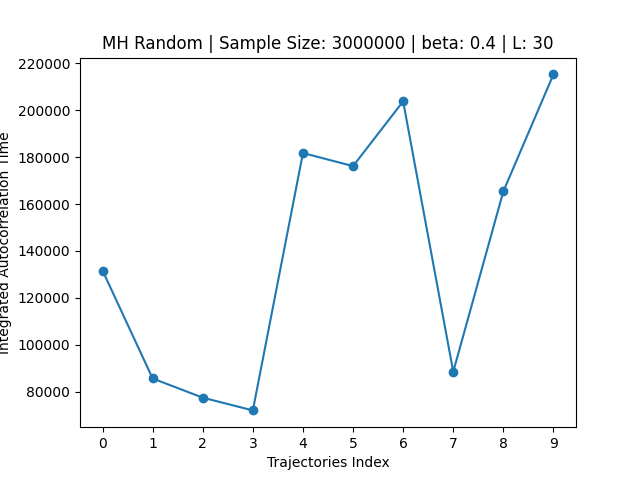 MH Random | Sample Size: 3000000 | beta: 0.4 | L: 30
220000
200000
180000
160000
140000
120000
100000
80000
Integrated Autocorrelation Time
0 1 2 3 4 5 6 7 8 9
Trajectories Index